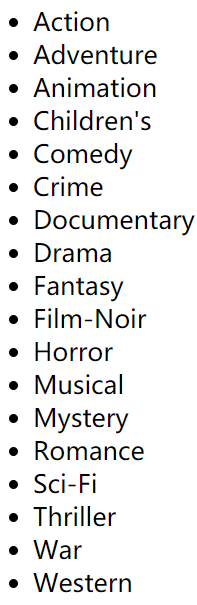 • Action
• Adventure
• Animation
• Children's
• Comedy
• Crime
• Documentary
• Drama
• Fantasy
• Film-Noir
• Horror
• Musical
• Mystery
• Romance
• Sci-Fi
• Thriller
• War
• Western